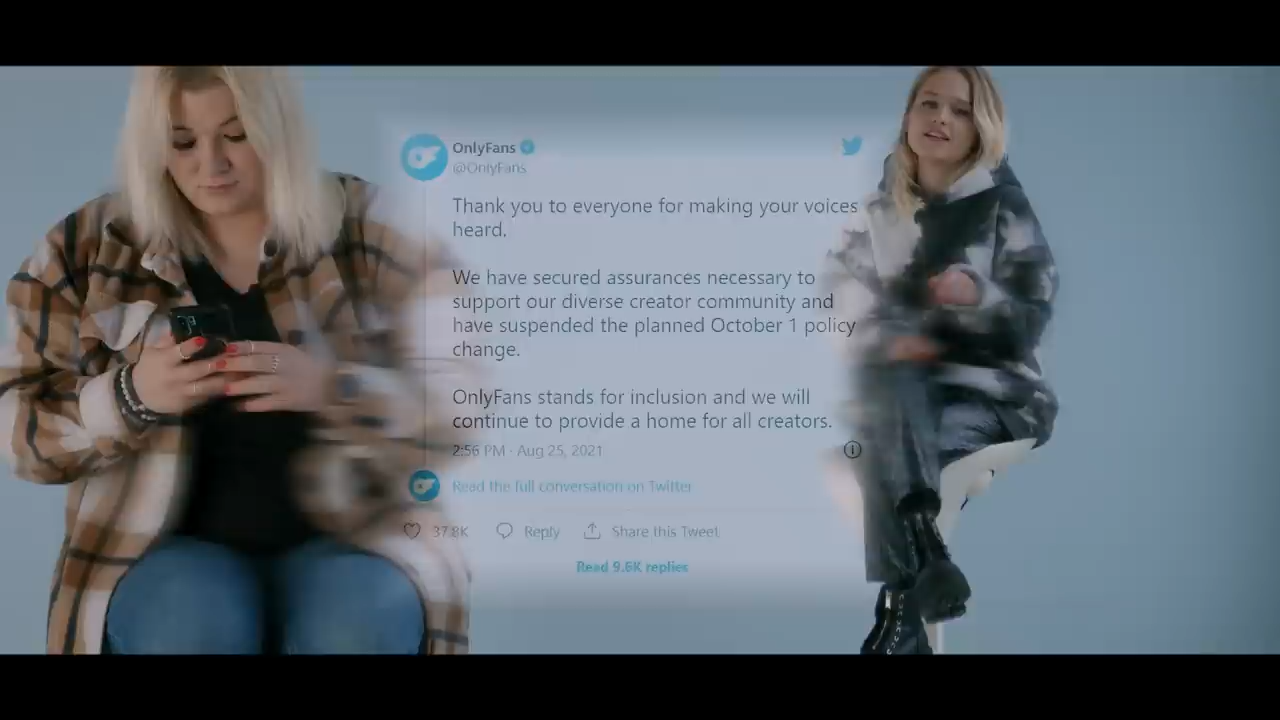 OnlyFans
@OnlyFans
Thank you to everyone for making your voices
heard.
We have secured assurances necessary to
support our diverse creator community and
have suspended the planned October 1 policy
change.
OnlyFans stands for inclusion and we will
continue to provide a home for all creators.
2:56 PM · Aug 25, 2021
Read the full conversation on Twitter
37.8K Reply Share this Tweet
Read 9.6K replies